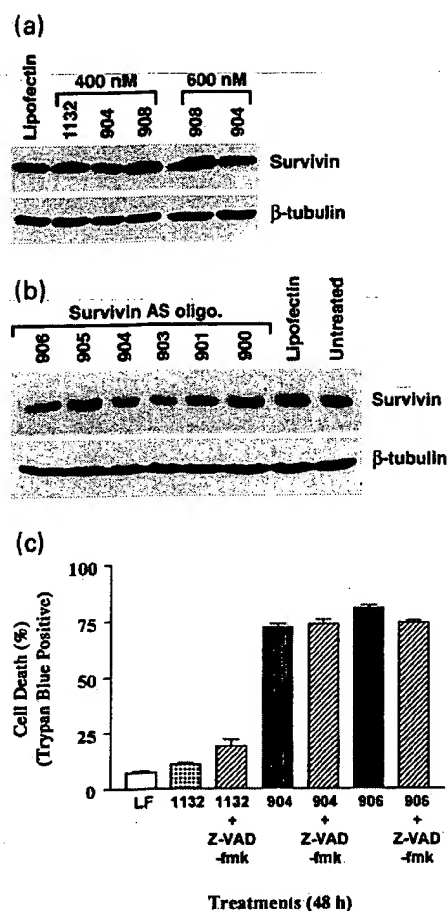 (a)
400 nM
600 nM
Lipofectin
1132
904
908
908
904
Survivin
β-tubulin
(b)
Survivin AS oligo.
906
905
904
903
901
900
Lipofectin
Untreated
Survivin
β-tubulin
(c)
100
75
50
25
0
Cell Death (%)
(Trypan Blue Positive)
LF 1132 1132 904 904 906 906
+ + +
Z-VAD Z-VAD Z-VAD
-fmk -fmk -fmk
Treatments (48 h)